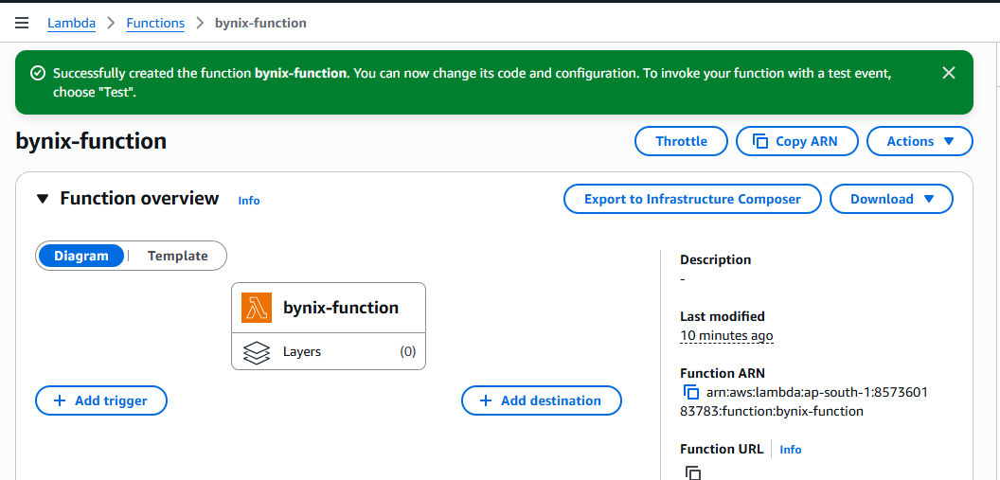 Lambda > Functions > bynix-function
Successfully created the function bynix-function. You can now change its code and configuration. To invoke your function with a test event,
choose "Test".
bynix-function
Throttle
Copy ARN
Actions
Function overview
Info
Export to Infrastructure Composer
Download
Diagram
Template
bynix-function
Layers
(0)
+ Add trigger
+ Add destination
Description
-
Last modified
10 minutes ago
Function ARN
arn:aws:lambda:ap-south-1:8573601
83783:function:bynix-function
Function URL
Info